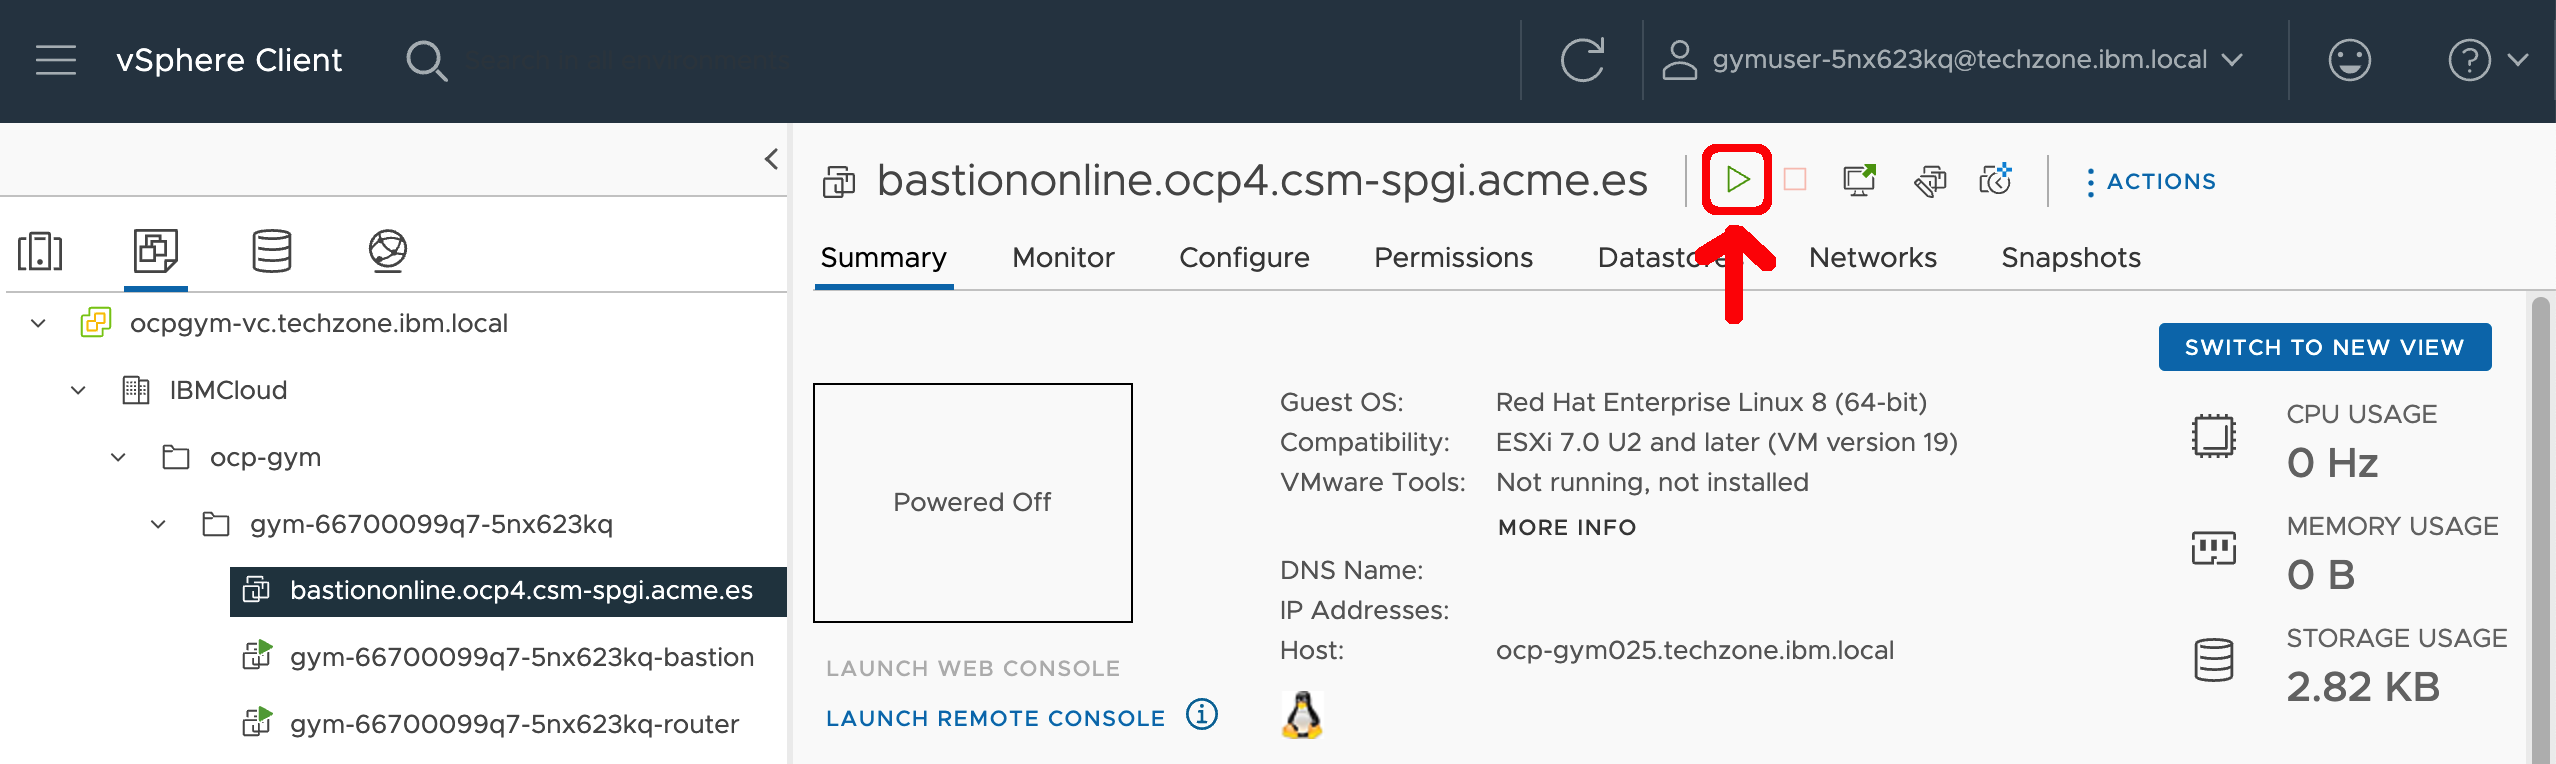 vSphere Client
Search in all environments
gymuser-5nx623kq@techzone.ibm.local
bastiononline.ocp4.csm-spgi.acme.es
ACTIONS
Summary Monitor Configure Permissions Networks Snapshots
ocpgym-vc.techzone.ibm.local
IBMCloud
ocp-gym
gym-66700099q7-5nx623kq
bastiononline.ocp4.csm-spgi.acme.es
gym-66700099q7-5nx623kq-bastion
gym-66700099q7-5nx623kq-router
SWITCH TO NEW VIEW
Powered Off
LAUNCH WEB CONSOLE
LAUNCH REMOTE CONSOLE
Guest OS: Red Hat Enterprise Linux 8 (64-bit)
Compatibility: ESXi 7.0 U2 and later (VM version 19)
VMware Tools: Not running, not installed
MORE INFO
DNS Name:
IP Addresses:
Host: ocp-gym025.techzone.ibm.local
CPU USAGE
0 Hz
MEMORY USAGE
0 B
STORAGE USAGE
2.82 KB